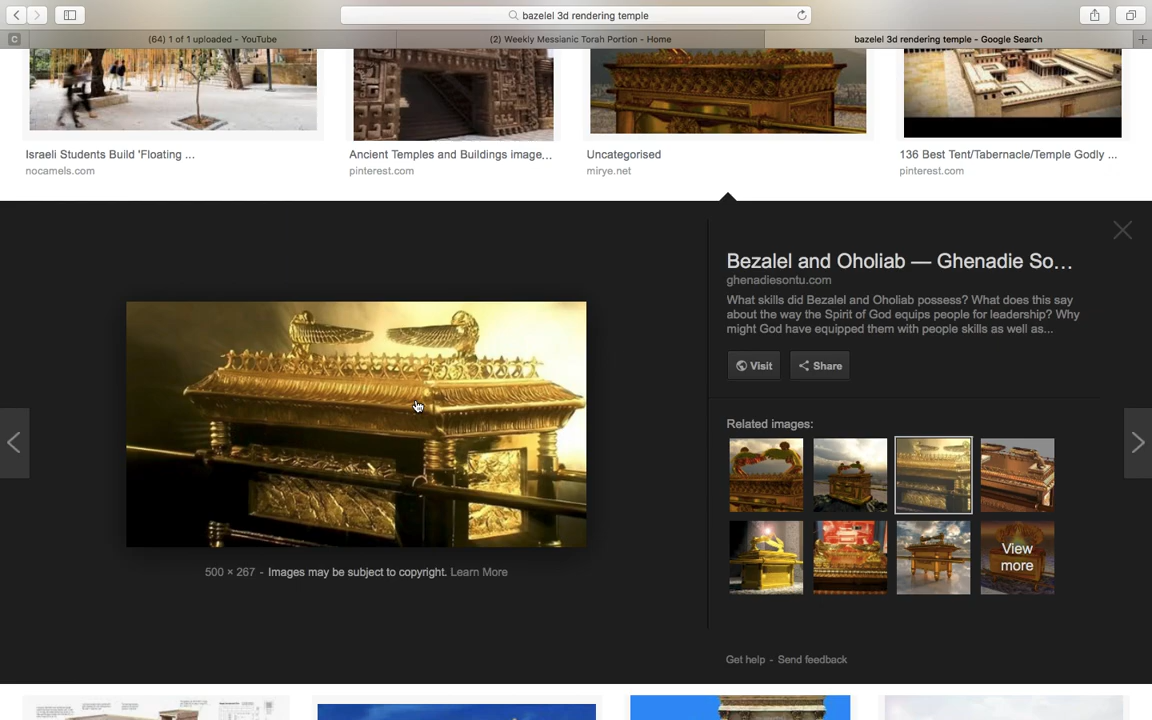 bazelel 3d rendering temple
C
(64) 1 of 1 uploaded - YouTube
(2) Weekly Messianic Torah Portion - Home
bazelel 3d rendering temple - Google Search
Israeli Students Build 'Floating ...
nocamels.com
Ancient Temples and Buildings image...
pinterest.com
Uncategorised
mirye.net
136 Best Tent/Tabernacle/Temple Godly ...
pinterest.com
Bezalel and Oholiab — Ghenadie So...
ghenadiesontu.com
What skills did Bezalel and Oholiab possess? What does this say
about the way the Spirit of God equips people for leadership? Why
might God have equipped them with people skills as well as...
Visit
Share
Related images:
View
more
500 × 267 - Images may be subject to copyright. Learn More
Get help - Send feedback